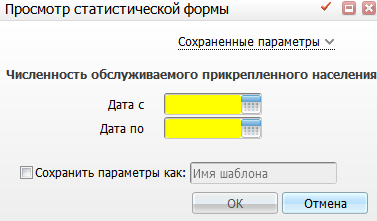 Просмотр статистической формы
Сохраненные параметры
Численность обслуживаемого прикрепленного населения
Дата с
Дата по
Сохранить параметры как: Имя шаблона
ОК Отмена